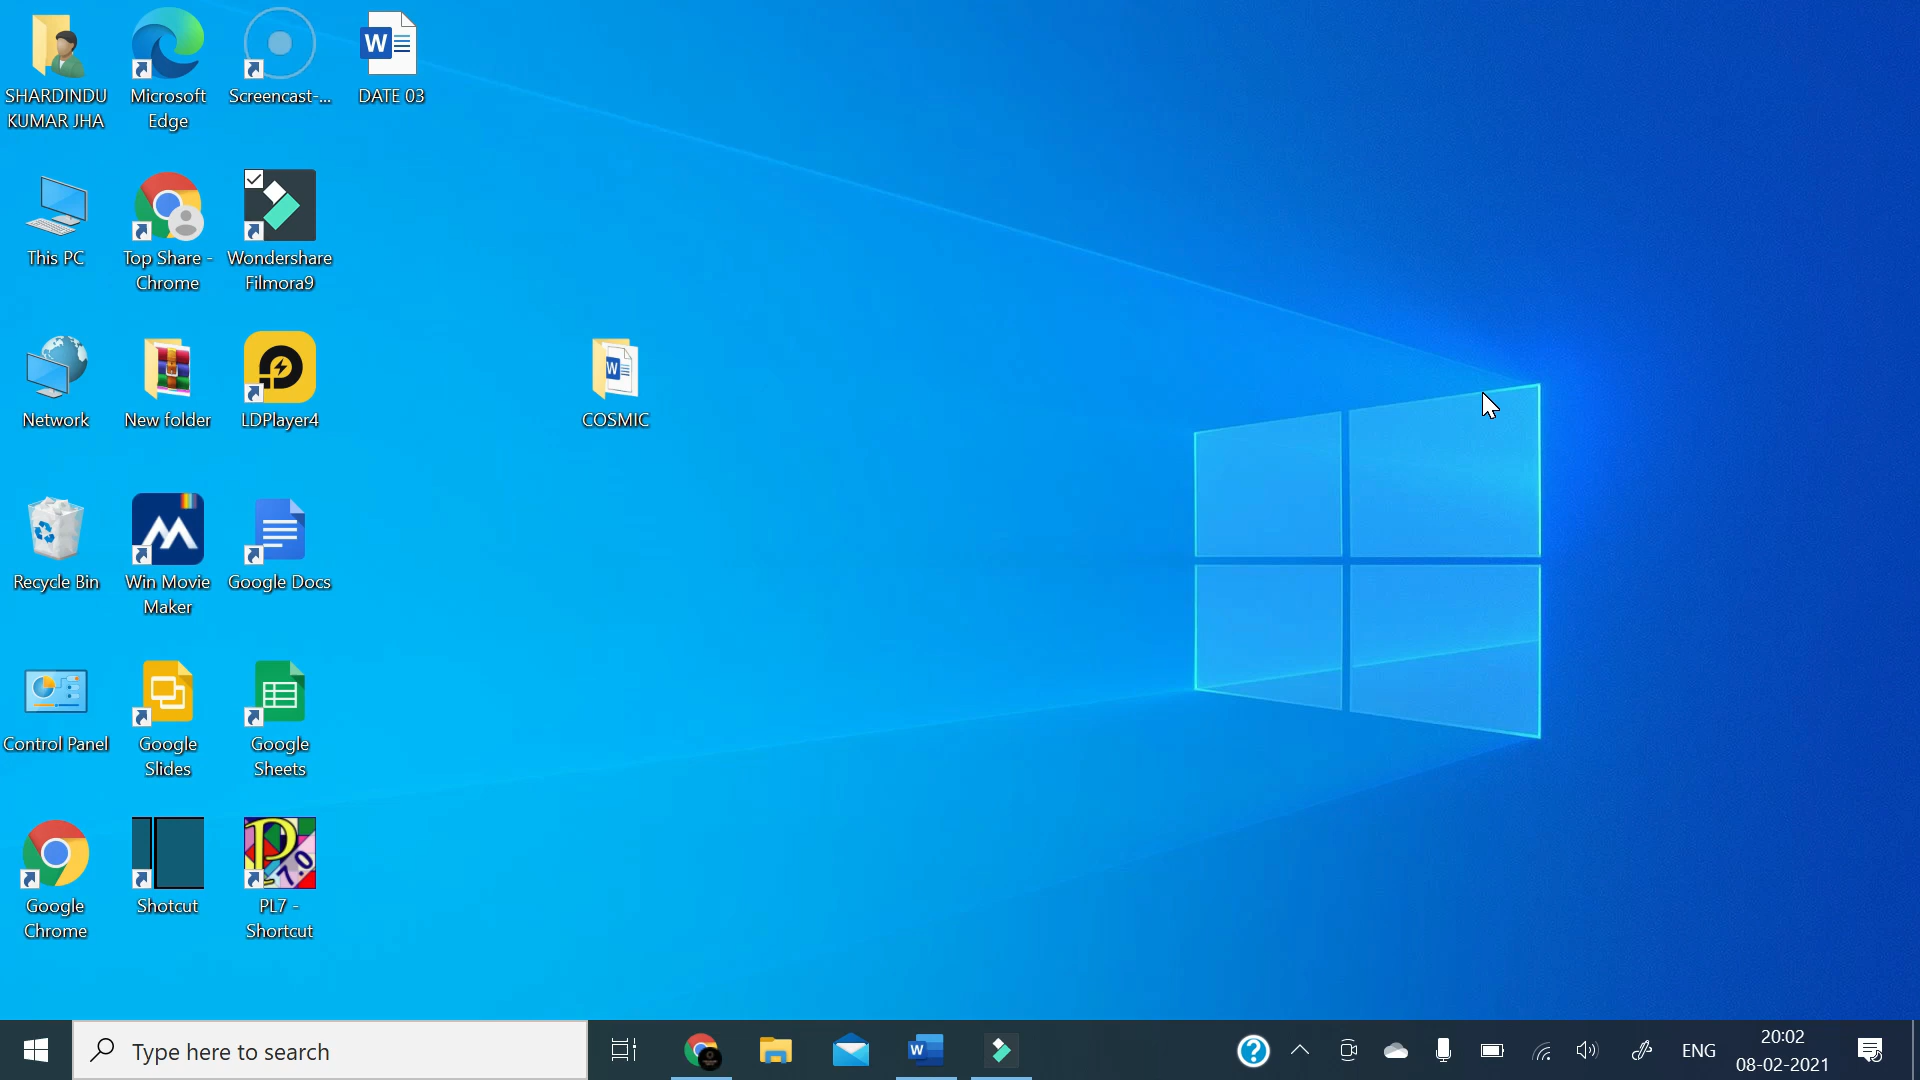 SHARDINDU
KUMAR JHA
Microsoft
Edge
Screencast-...
DATE 03
This PC
Top Share -
Chrome
Wondershare
Filmora9
Network
New folder
LDPlayer4
COSMIC
Recycle Bin
Win Movie
Maker
Google Docs
Control Panel
Google
Slides
Google
Sheets
Google
Chrome
Shotcut
PL7 -
Shortcut
Type here to search
ENG
20:02
08-02-2021